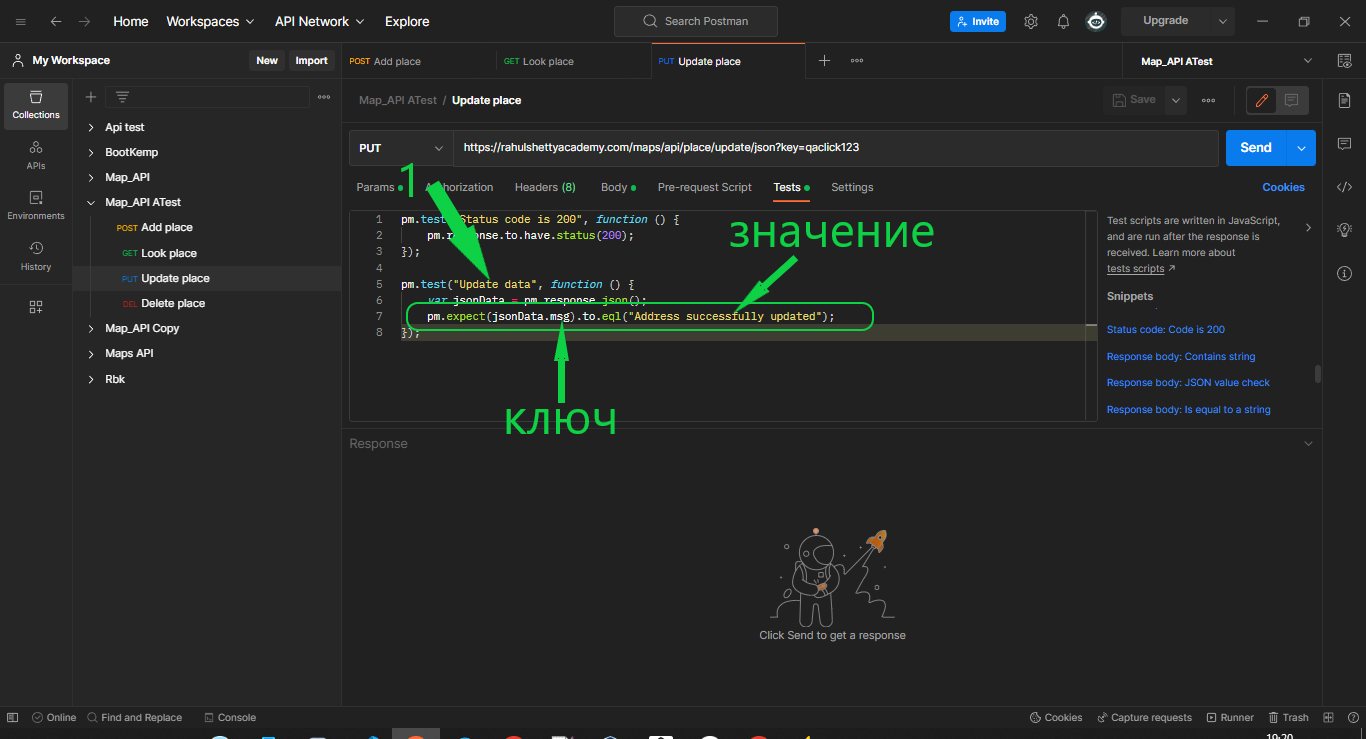 Home Workspaces API Network Explore Search Postman Invite Upgrade
My Workspace New Import POST Add place GET Look place PUT Update place Map_API ATest
Collections
APIs
Environments
History
Api test
BootKemp
Map_API
Map_API ATest
POST Add place
GET Look place
PUT Update place
DEL Delete place
Map_API Copy
Maps API
Rbk
Map_API ATest / Update place Save
PUT https://rahulshettyacademy.com/maps/api/place/update/json?key=qaclick123 Send
1
Params Headers (8) Body Pre-request Script Tests Settings Cookies
1 pm.test "Status code is 200", function () {
2 pm.response.to.have.status(200);
3 });
4
5 pm.test("Update data", function () {
6 var jsonData = pm.response.json();
7 pm.expect(jsonData.msg).to.eql("Address successfully updated");
8 });
значение
ключ
Test scripts are written in JavaScript,
and are run after the response is
received. Learn more about
tests scripts ↗
Snippets
Status code: Code is 200
Response body: Contains string
Response body: JSON value check
Response body: Is equal to a string
Response
Click Send to get a response
Online Find and Replace Console Cookies Capture requests Runner Trash